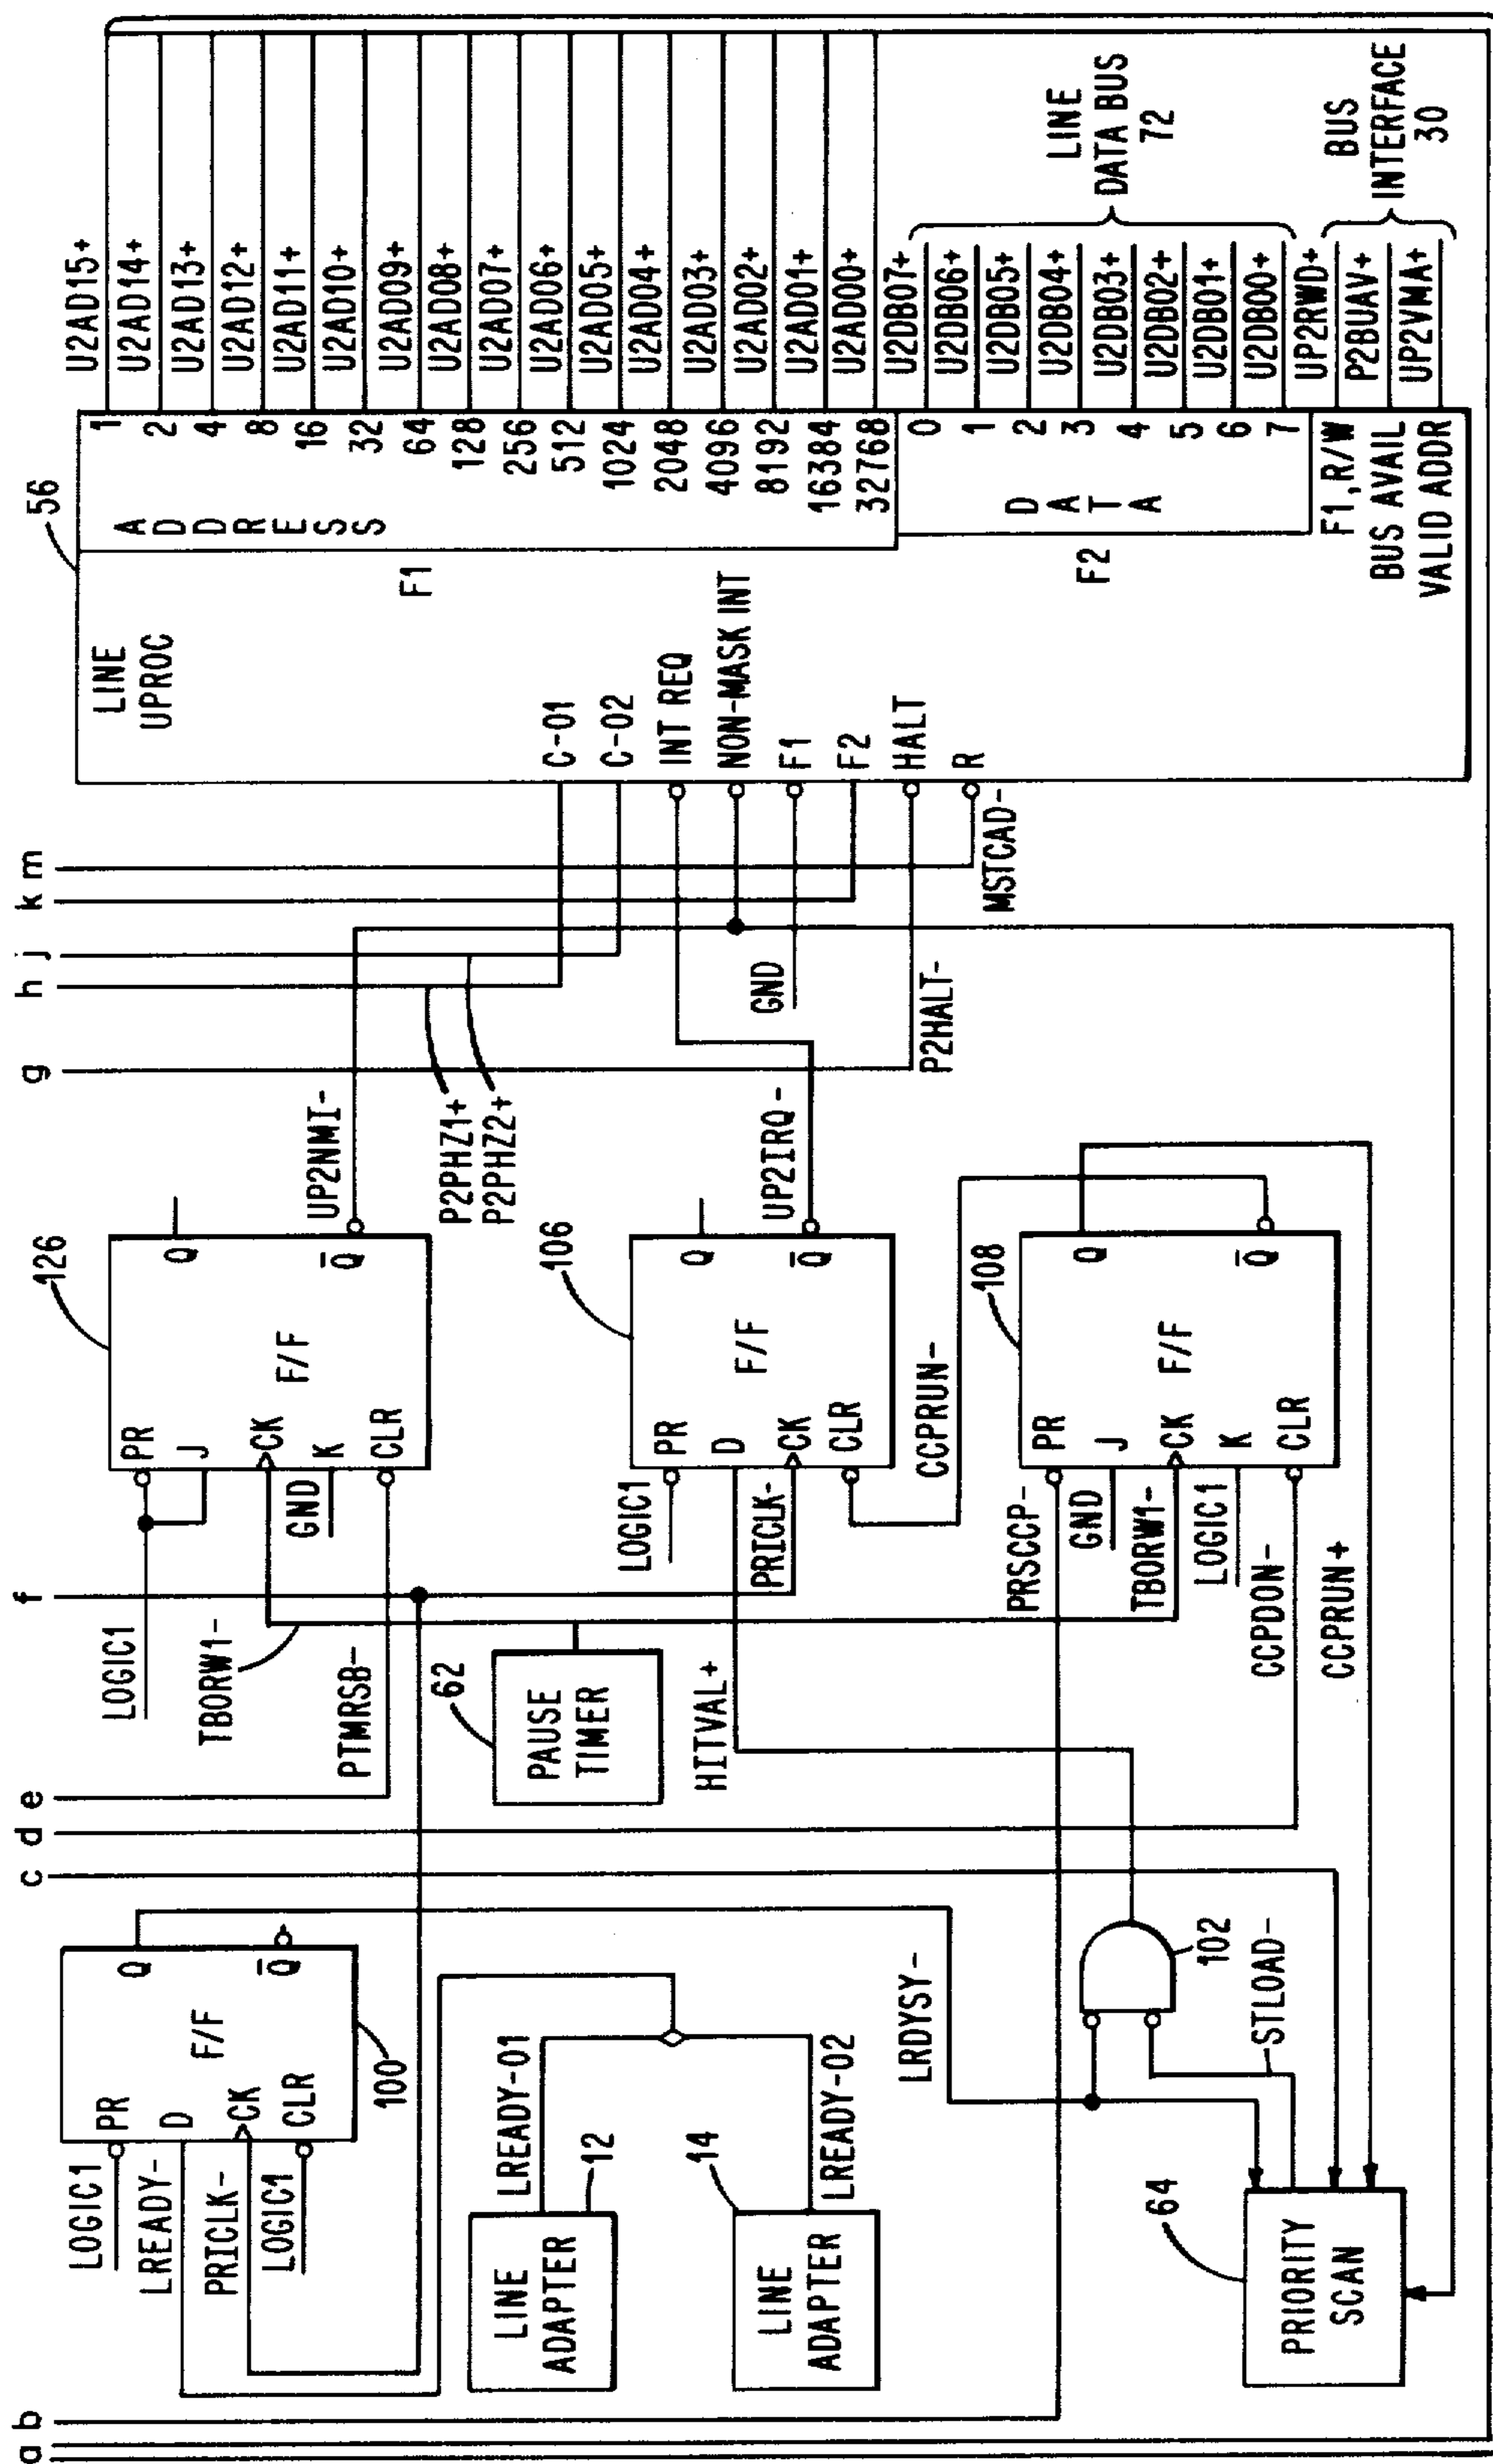 a
b
c
d
e
f
g
h
j
k
m
LOGIC1
LREADY-
PRICLK-
LOGIC1
PR
D
CK
CLR
F/F
Q
Q̅
100
LINE
ADAPTER
12
LREADY-01
LINE
ADAPTER
14
LREADY-02
LRDYSY-
PRIORITY
SCAN
64
STLOAD-
102
HITVAL+
PAUSE
TIMER
62
LOGIC1
TBORW1-
PTMRSB-
GND
PR
J
CK
K
CLR
F/F
Q
Q̅
126
UP2NMI-
P2PHZ1+
P2PHZ2+
LOGIC1
PRICLK-
PR
D
CK
CLR
F/F
Q
Q̅
106
UP2IRQ-
CCPRUN-
PRSCCP-
GND
TBORW1-
LOGIC1
CCPDON-
CCPRUN+
PR
J
CK
K
CLR
F/F
Q
Q̅
108
GND
P2HALT-
MSTCAD-
LINE
UPROC
56
C-01
C-02
INT REQ
NON-MASK INT
F1
F2
HALT
R
F1
ADDRESS
1
2
4
8
16
32
64
128
256
512
1024
2048
4096
8192
16384
32768
F2
DATA
0
1
2
3
4
5
6
7
F1,R/W
BUS AVAIL
VALID ADDR
U2AD15+
U2AD14+
U2AD13+
U2AD12+
U2AD11+
U2AD10+
U2AD09+
U2AD08+
U2AD07+
U2AD06+
U2AD05+
U2AD04+
U2AD03+
U2AD02+
U2AD01+
U2AD00+
U2DB07+
U2DB06+
U2DB05+
U2DB04+
U2DB03+
U2DB02+
U2DB01+
U2DB00+
UP2RWD+
P2BUAV+
UP2VMA+
LINE
DATA BUS
72
BUS
INTERFACE
30